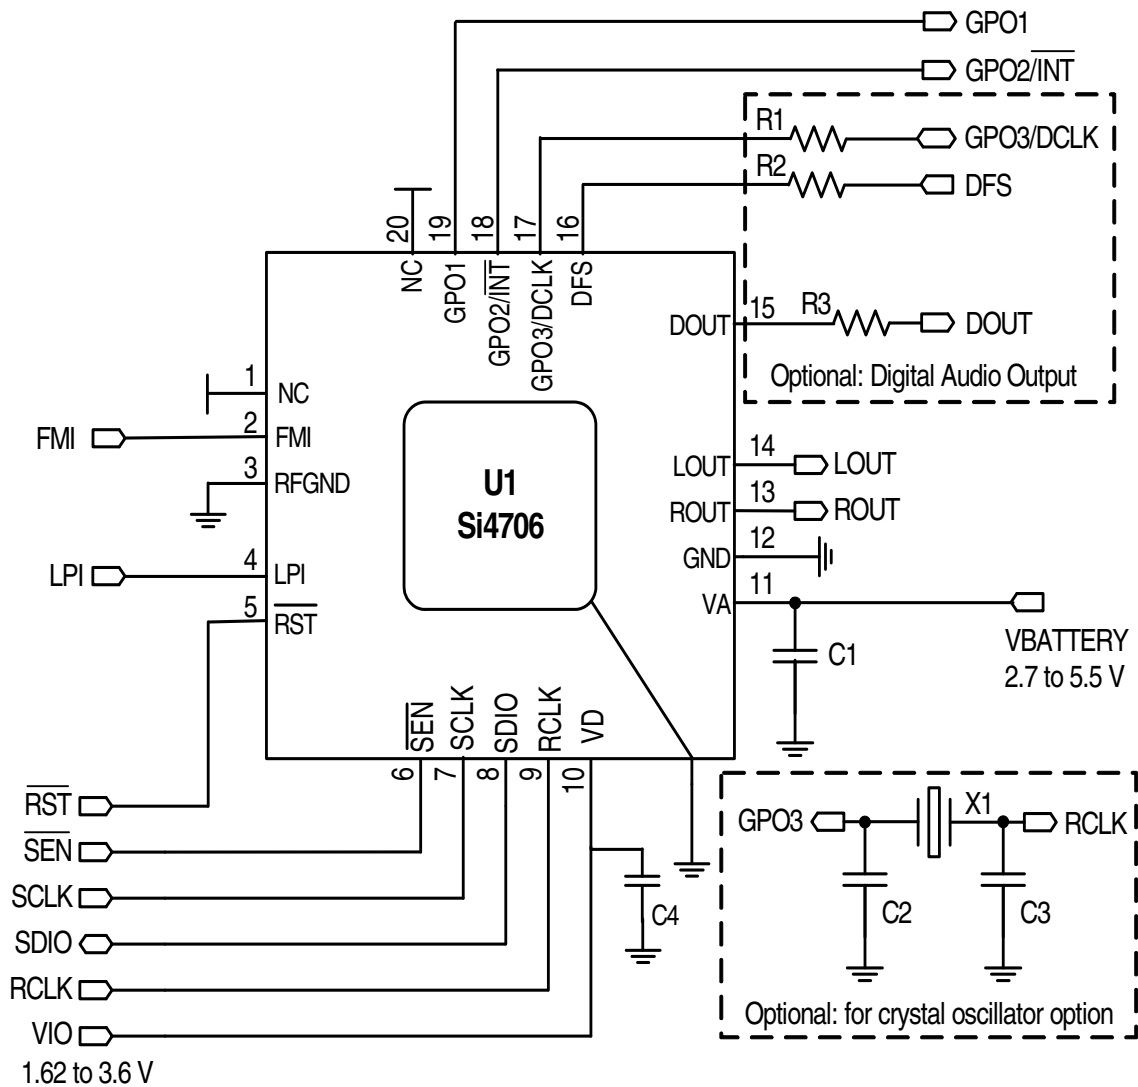 GPO1
GPO2/INT
R1
GPO3/DCLK
R2
DFS
20
19
18
17
16
NC
GPO1
GPO2/INT
GPO3/DCLK
DFS
DOUT
15
R3
DOUT
Optional: Digital Audio Output
1
NC
FMI
2
FMI
3
RFGND
U1
Si4706
LOUT
14
LOUT
ROUT
13
ROUT
GND
12
LPI
4
LPI
VA
11
5
RST
VBATTERY
2.7 to 5.5 V
C1
SEN
SCLK
SDIO
RCLK
VD
6
7
8
9
10
RST
SEN
SCLK
SDIO
RCLK
VIO
1.62 to 3.6 V
C4
GPO3
X1
RCLK
C2
C3
Optional: for crystal oscillator option